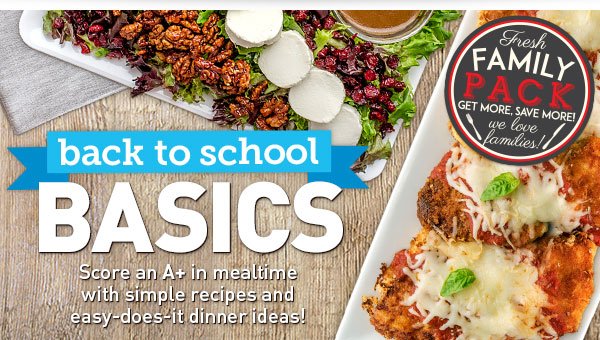 back to school
BASICS
Score an A+ in mealtime
with simple recipes and
easy-does-it dinner ideas!
Fresh
FAMILY
PACK
GET MORE, SAVE MORE!
we love
families!